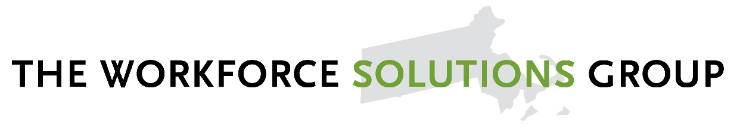 THE WORKFORCE SOLUTIONS GROUP